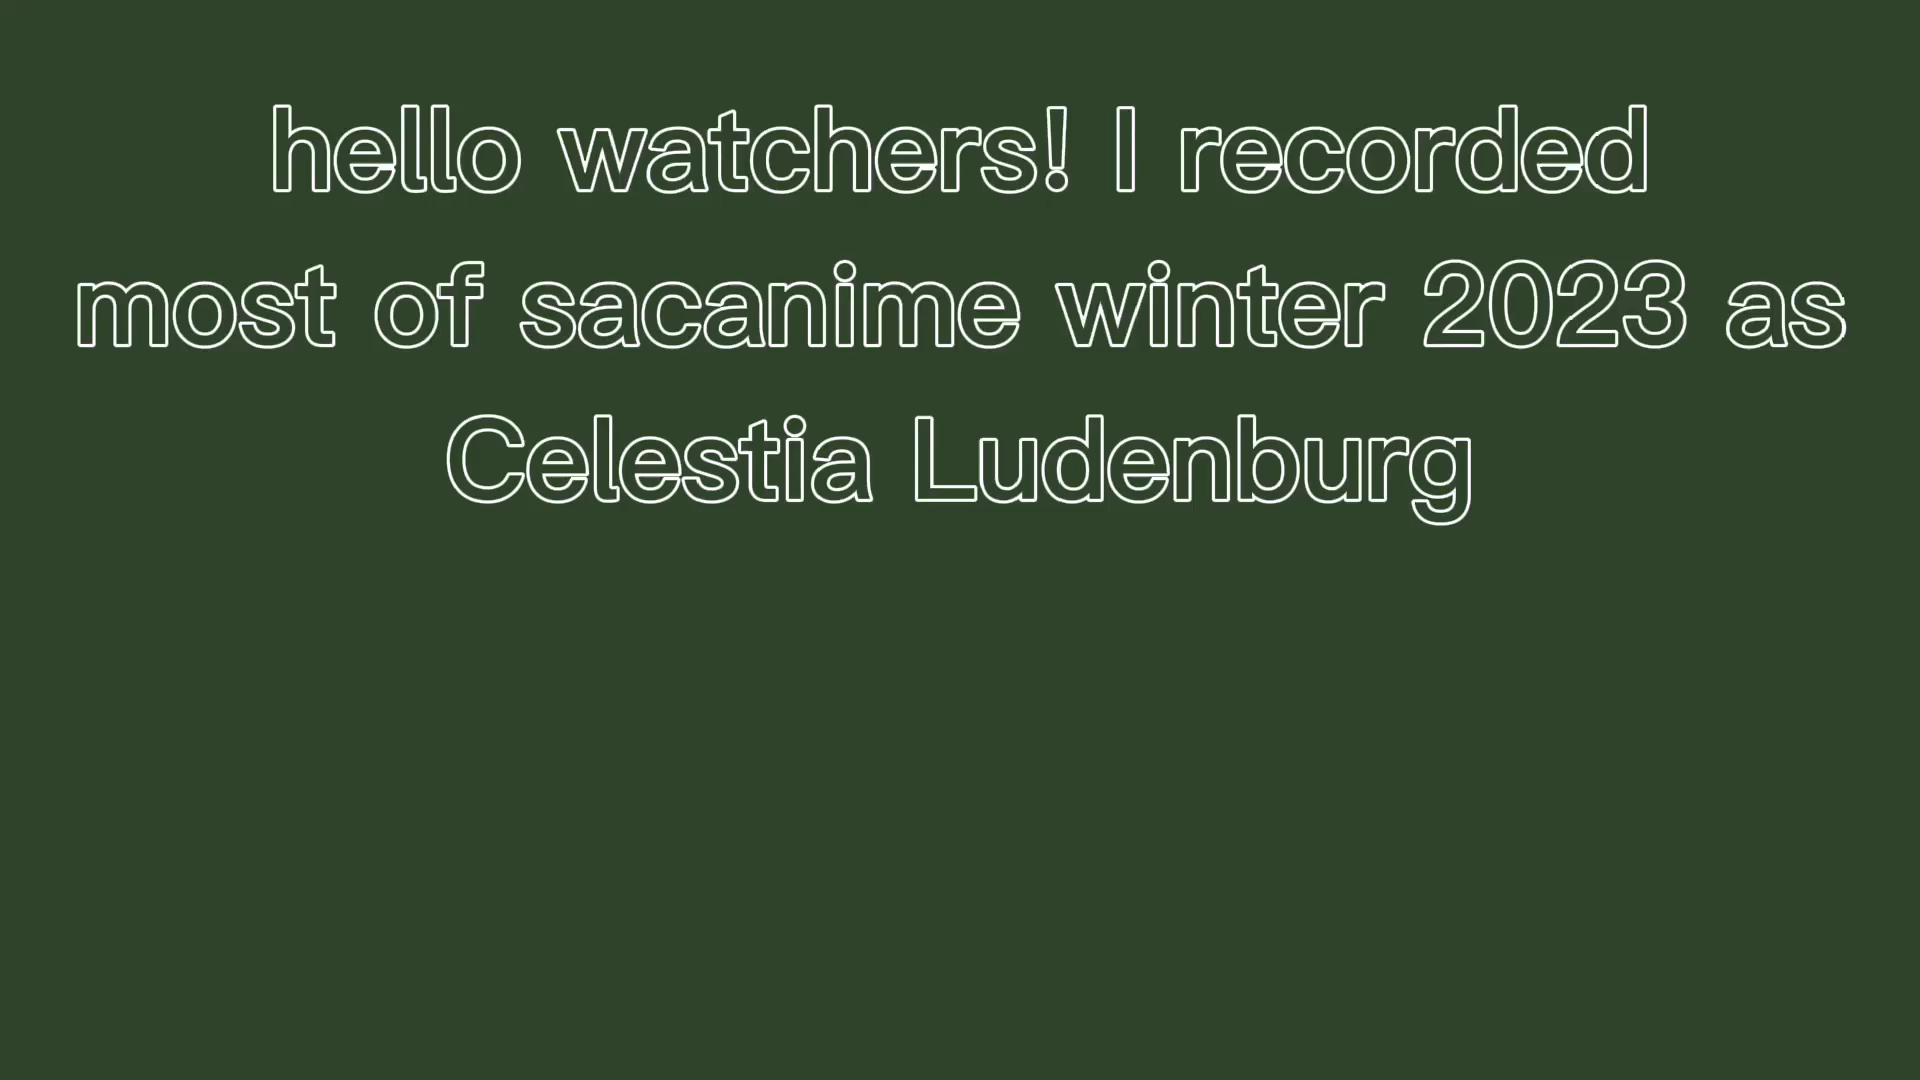 hello watchers! I recorded
most of sacanime winter 2023 as
Celestia Ludenburg